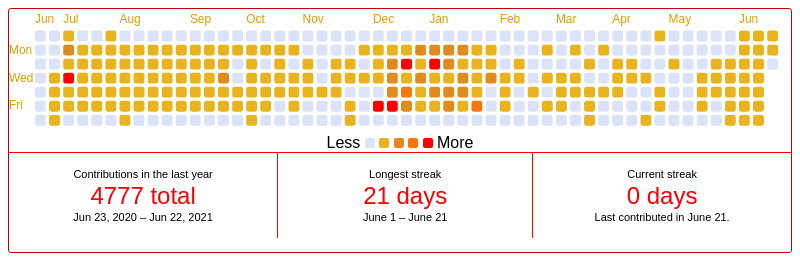 Jun Jul Aug Sep Oct Nov Dec Jan Feb Mar Apr May Jun
Mon
Wed
Fri
Less More
Contributions in the last year
4777 total
Jun 23, 2020 – Jun 22, 2021
Longest streak
21 days
June 1 – June 21
Current streak
0 days
Last contributed in June 21.